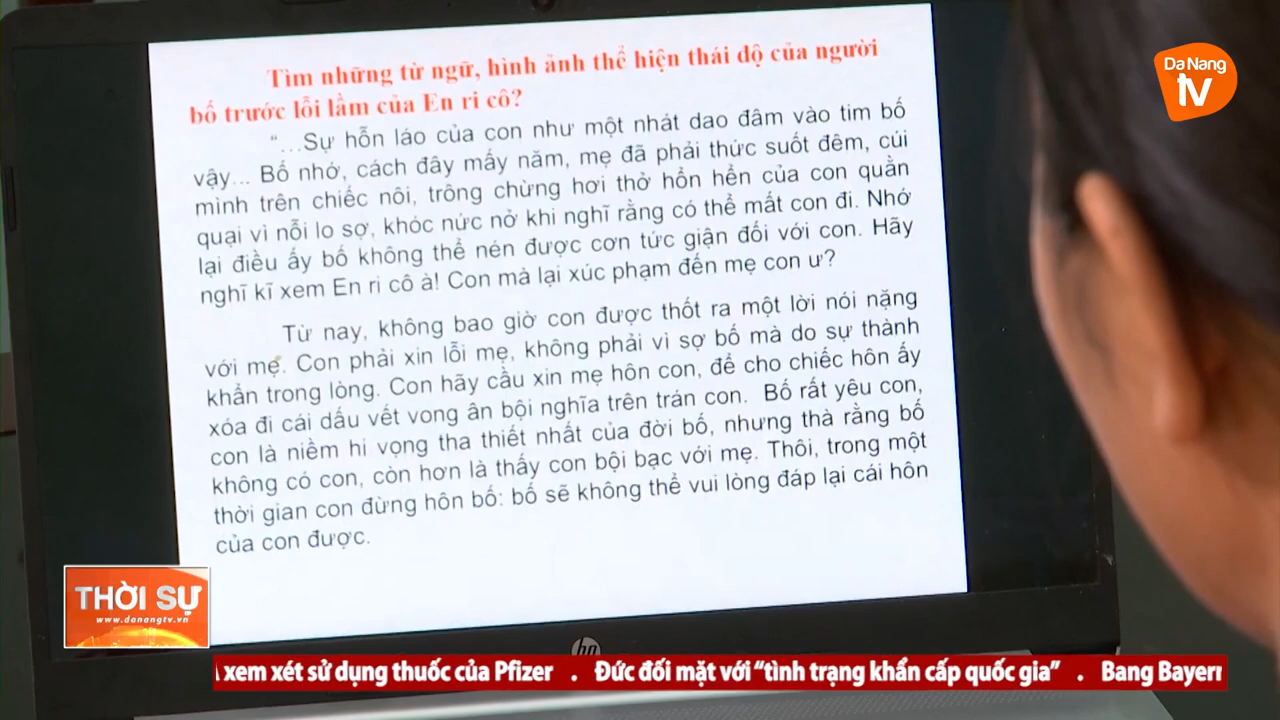 Da Nang
tv
Tìm những từ ngữ, hình ảnh thể hiện thái độ của người
bố trước lỗi lầm của En ri cô?
“...Sự hỗn láo của con như một nhát dao đâm vào tim bố
vậy... Bố nhớ, cách đây mấy năm, mẹ đã phải thức suốt đêm, cúi
mình trên chiếc nôi, trông chừng hơi thở hổn hển của con quằn
quại vì nỗi lo sợ, khóc nức nở khi nghĩ rằng có thể mất con đi. Nhớ
lại điều ấy bố không thể nén được cơn tức giận đối với con. Hãy
nghĩ kĩ xem En ri cô à! Con mà lại xúc phạm đến mẹ con ư?
Từ nay, không bao giờ con được thốt ra một lời nói nặng
với mẹ. Con phải xin lỗi mẹ, không phải vì sợ bố mà do sự thành
khẩn trong lòng. Con hãy cầu xin mẹ hôn con, để cho chiếc hôn ấy
xóa đi cái dấu vết vong ân bội nghĩa trên trán con. Bố rất yêu con,
con là niềm hi vọng tha thiết nhất của đời bố, nhưng thà rằng bố
không có con, còn hơn là thấy con bội bạc với mẹ. Thôi, trong một
thời gian con đừng hôn bố: bố sẽ không thể vui lòng đáp lại cái hôn
của con được.
THỜI SỰ
www.danangtv.vn
hp
xem xét sử dụng thuốc của Pfizer . Đức đối mặt với “tình trạng khẩn cấp quốc gia” . Bang Bayern